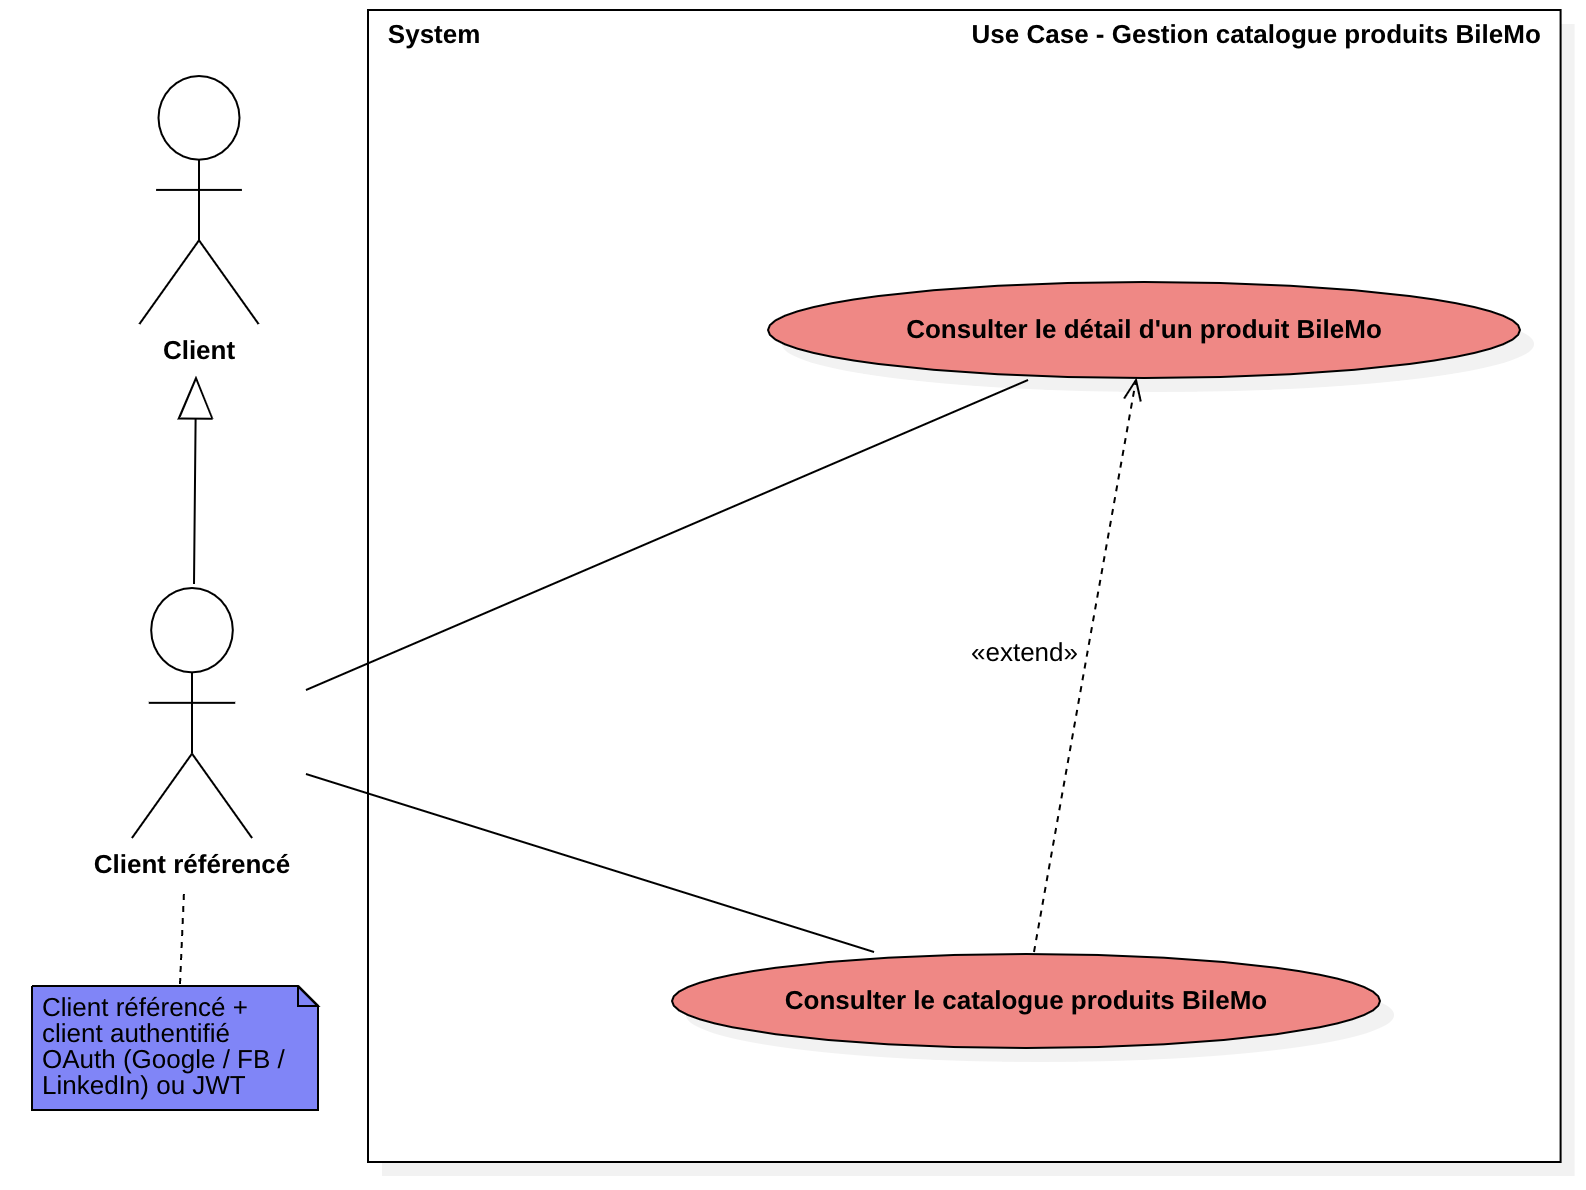 System
Use Case - Gestion catalogue produits BileMo
Consulter le détail d'un produit BileMo
Client
«extend»
Client référencé
Consulter le catalogue produits BileMo
Client référencé +
client authentifié
OAuth (Google / FB /
LinkedIn) ou JWT